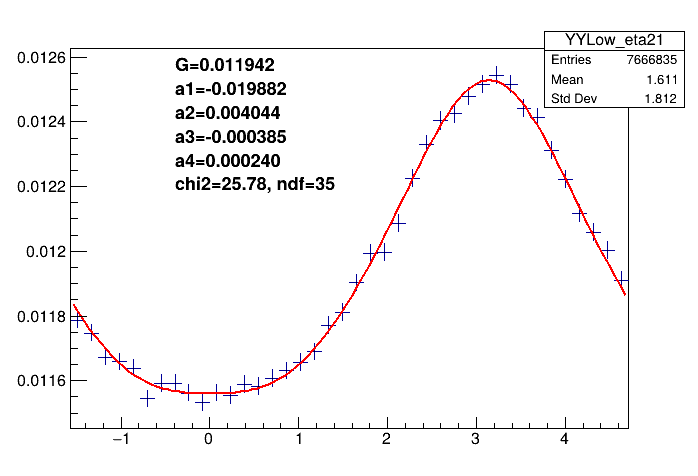 YYLow_eta21
Entries 7666835
Mean 1.611
Std Dev 1.812
G=0.011942
a1=-0.019882
a2=0.004044
a3=-0.000385
a4=0.000240
chi2=25.78, ndf=35
0.0126
0.0124
0.0122
0.012
0.0118
0.0116
−1 0 1 2 3 4